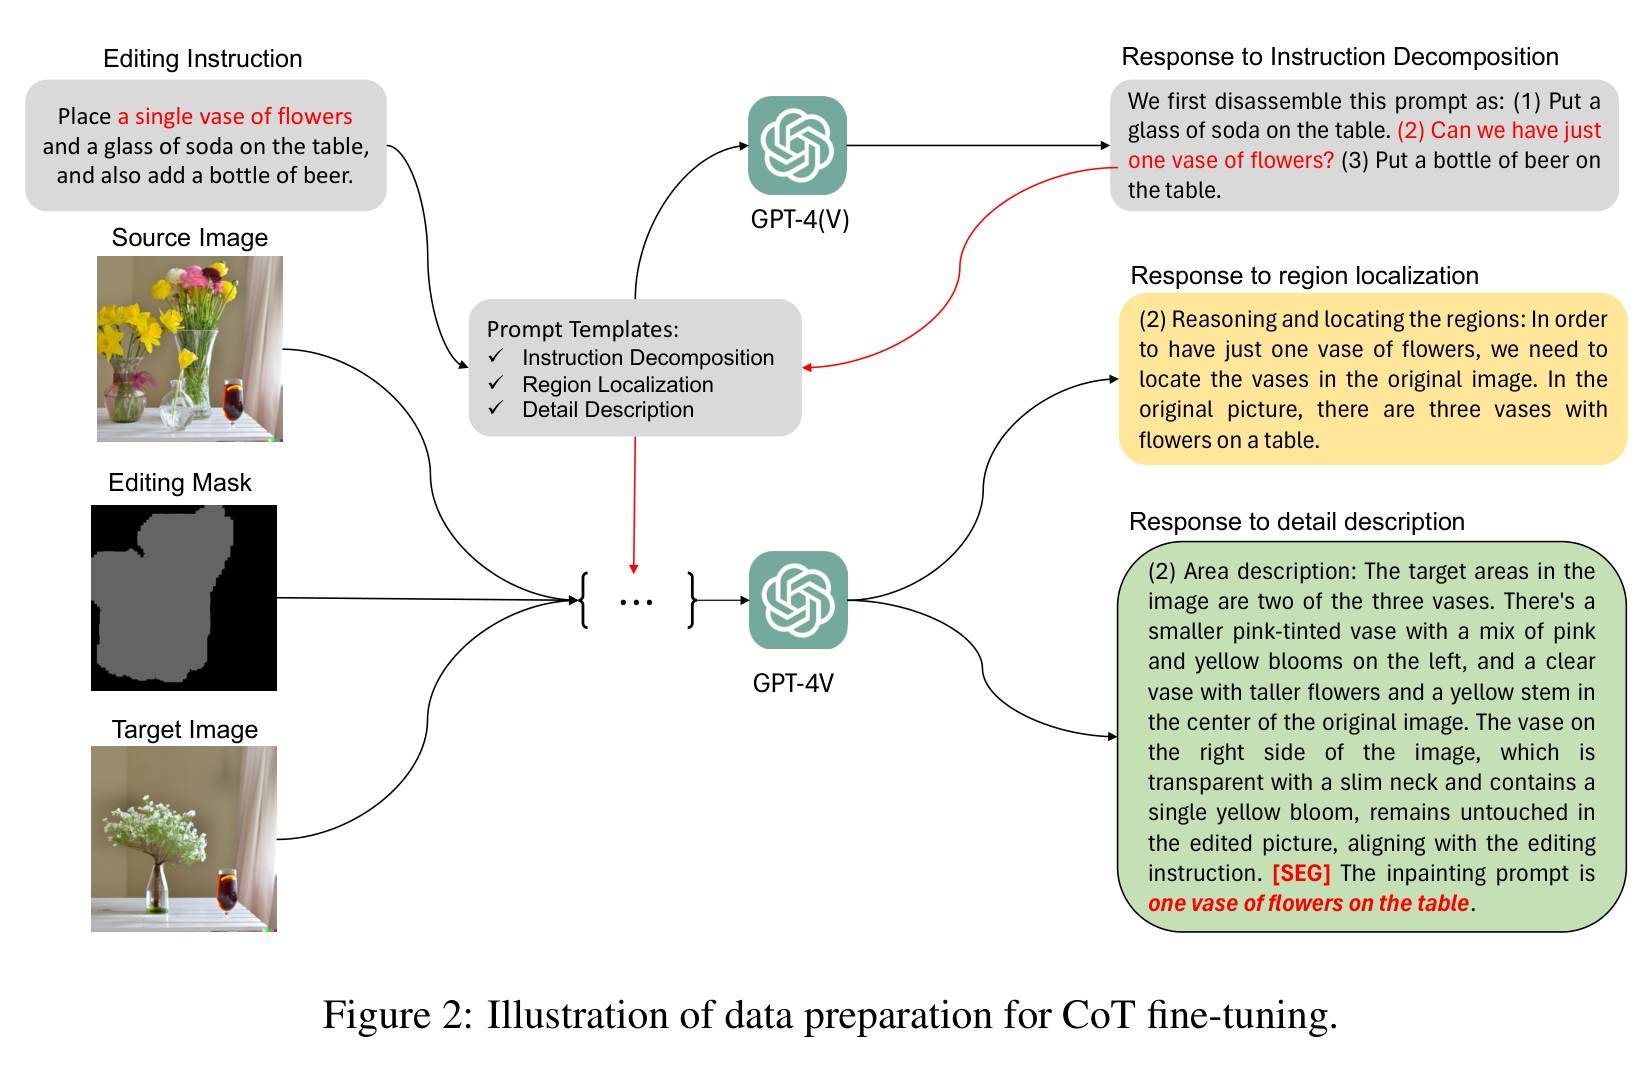 Editing Instruction
Place a single vase of flowers
and a glass of soda on the table,
and also add a bottle of beer.
Source Image
Editing Mask
Target Image
Prompt Templates:
✓ Instruction Decomposition
✓ Region Localization
✓ Detail Description
GPT-4(V)
{ ... }
GPT-4V
Response to Instruction Decomposition
We first disassemble this prompt as: (1) Put a
glass of soda on the table. (2) Can we have just
one vase of flowers? (3) Put a bottle of beer on
the table.
Response to region localization
(2) Reasoning and locating the regions: In order
to have just one vase of flowers, we need to
locate the vases in the original image. In the
original picture, there are three vases with
flowers on a table.
Response to detail description
(2) Area description: The target areas in the
image are two of the three vases. There's a
smaller pink-tinted vase with a mix of pink
and yellow blooms on the left, and a clear
vase with taller flowers and a yellow stem in
the center of the original image. The vase on
the right side of the image, which is
transparent with a slim neck and contains a
single yellow bloom, remains untouched in
the edited picture, aligning with the editing
instruction. [SEG] The inpainting prompt is
one vase of flowers on the table.
Figure 2: Illustration of data preparation for CoT fine-tuning.